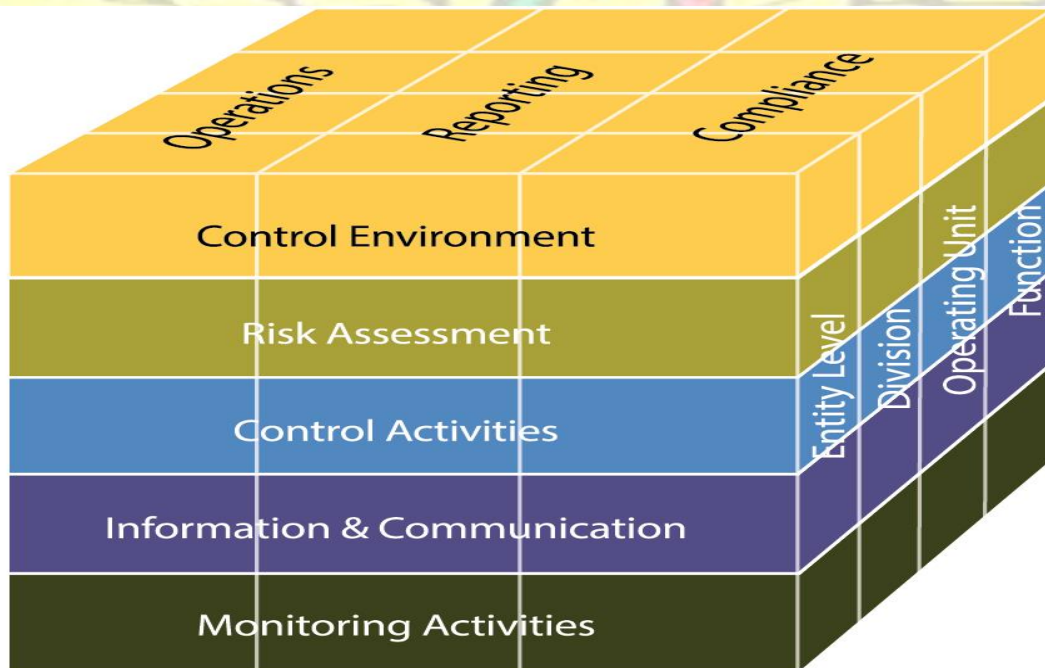 Operations
Reporting
Compliance
Control Environment
Risk Assessment
Control Activities
Information & Communication
Monitoring Activities
Entity Level
Division
Operating Unit
Function